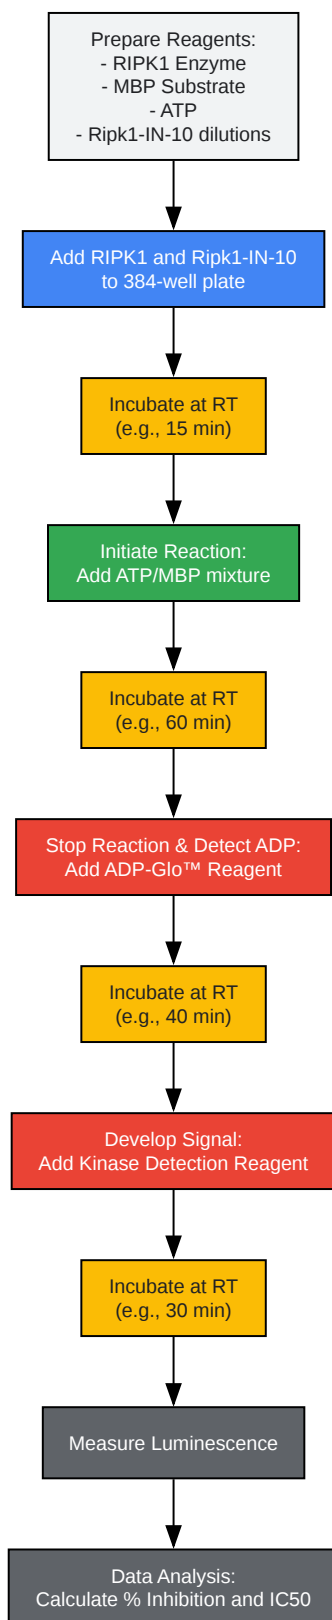 Prepare Reagents:
- RIPK1 Enzyme
- MBP Substrate
- ATP
- Ripk1-IN-10 dilutions
Add RIPK1 and Ripk1-IN-10
to 384-well plate
Incubate at RT
(e.g., 15 min)
Initiate Reaction:
Add ATP/MBP mixture
Incubate at RT
(e.g., 60 min)
Stop Reaction & Detect ADP:
Add ADP-Glo™ Reagent
Incubate at RT
(e.g., 40 min)
Develop Signal:
Add Kinase Detection Reagent
Incubate at RT
(e.g., 30 min)
Measure Luminescence
Data Analysis:
Calculate % Inhibition and IC50